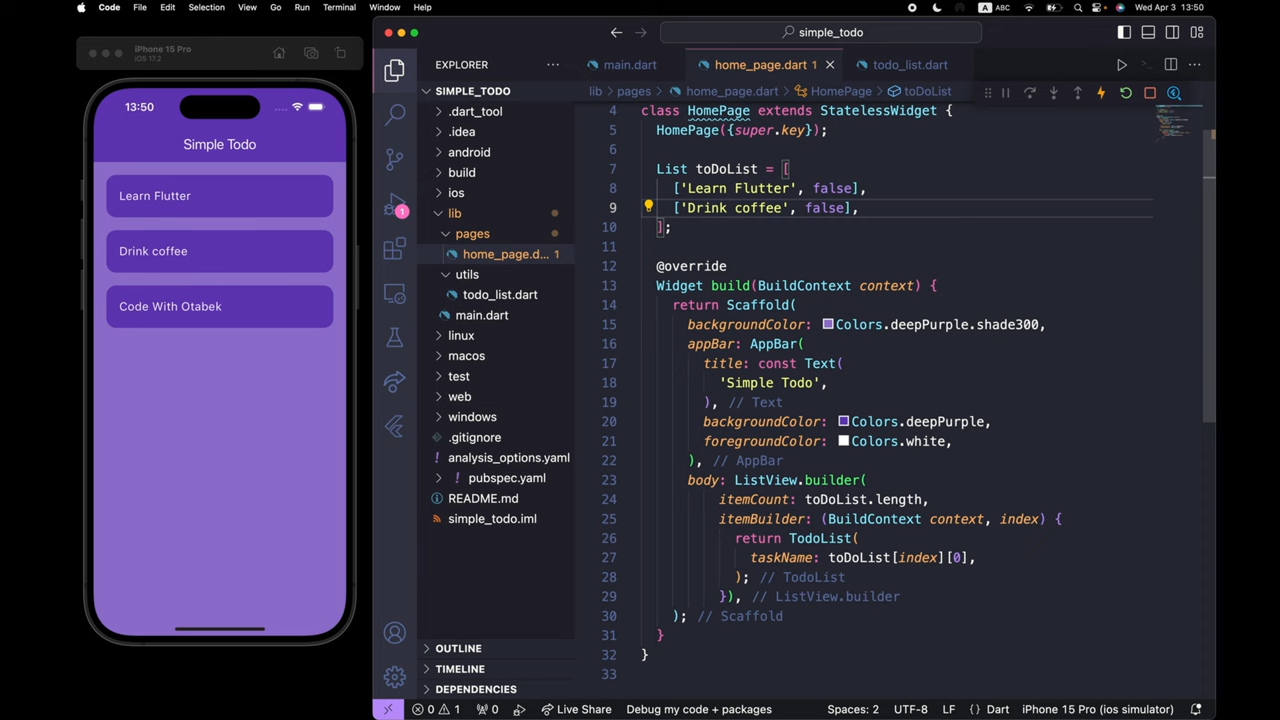 Code File Edit Selection View Go Run Terminal Window Help A ABC Wed Apr 3 13:50
iPhone 15 Pro
iOS 17.2
13:50
Simple Todo
Learn Flutter
Drink coffee
Code With Otabek
simple_todo
EXPLORER
SIMPLE_TODO
.dart_tool
.idea
android
build
ios
lib
pages
home_page.d... 1
utils
todo_list.dart
main.dart
linux
macos
test
web
windows
.gitignore
analysis_options.yaml
pubspec.yaml
README.md
simple_todo.iml
OUTLINE
TIMELINE
DEPENDENCIES
1
main.dart home_page.dart 1 todo_list.dart
lib > pages > home_page.dart > HomePage > toDoList
4 class HomePage extends StatelessWidget {
5 HomePage({super.key});
6
7 List toDoList = [
8 ['Learn Flutter', false],
9 ['Drink coffee', false],
10 ];
11
12 @override
13 Widget build(BuildContext context) {
14 return Scaffold(
15 backgroundColor: Colors.deepPurple.shade300,
16 appBar: AppBar(
17 title: const Text(
18 'Simple Todo',
19 ), // Text
20 backgroundColor: Colors.deepPurple,
21 foregroundColor: Colors.white,
22 ), // AppBar
23 body: ListView.builder(
24 itemCount: toDoList.length,
25 itemBuilder: (BuildContext context, index) {
26 return TodoList(
27 taskName: toDoList[index][0],
28 ); // TodoList
29 }), // ListView.builder
30 ); // Scaffold
31 }
32 }
33
0 1 0 Live Share Debug my code + packages Spaces: 2 UTF-8 LF {} Dart iPhone 15 Pro (ios simulator)